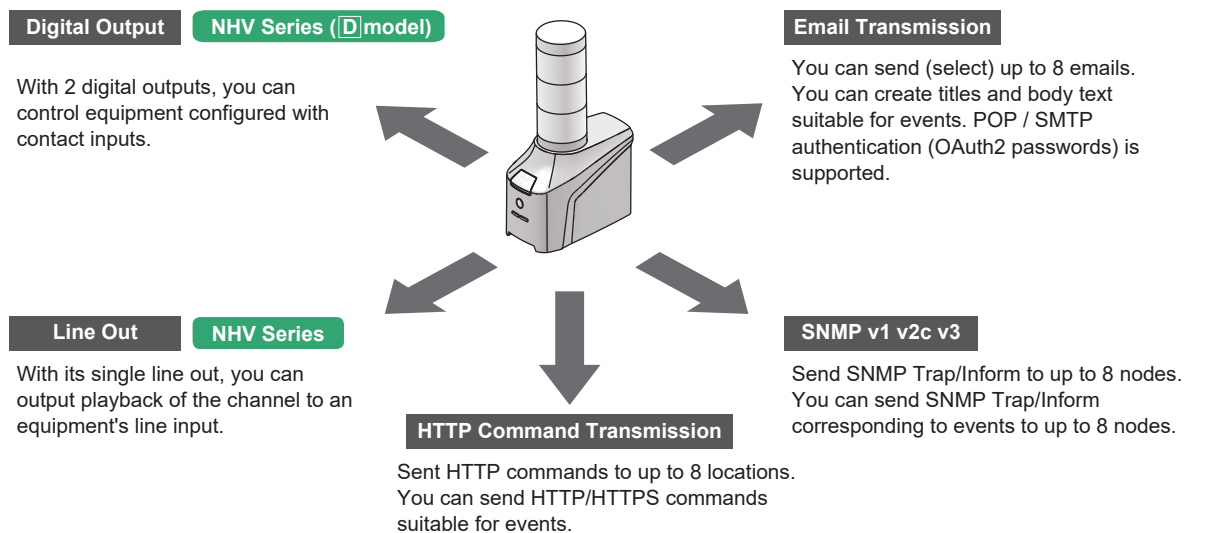 Digital Output
NHV Series (D model)
With 2 digital outputs, you can
control equipment configured with
contact inputs.
Email Transmission
You can send (select) up to 8 emails.
You can create titles and body text
suitable for events. POP / SMTP
authentication (OAuth2 passwords) is
supported.
Line Out
NHV Series
With its single line out, you can
output playback of the channel to an
equipment's line input.
HTTP Command Transmission
Sent HTTP commands to up to 8 locations.
You can send HTTP/HTTPS commands
suitable for events.
SNMP v1 v2c v3
Send SNMP Trap/Inform to up to 8 nodes.
You can send SNMP Trap/Inform
corresponding to events to up to 8 nodes.